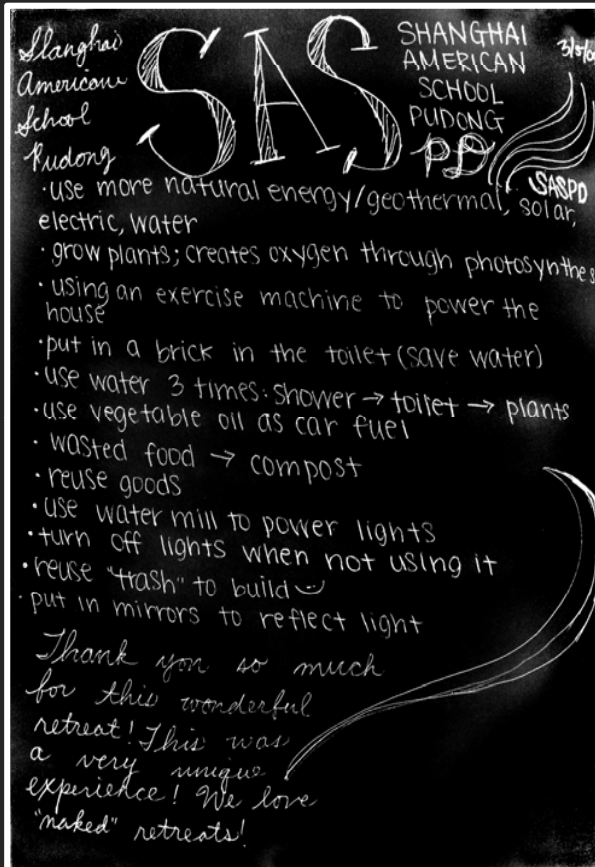 Shanghai
American
School
Pudong
SAS
SHANGHAI
AMERICAN
SCHOOL
PUDONG
PD
SASPD
·use more natural energy/geothermal, solar,
electric, water
·grow plants; creates oxygen through photosynthes
·using an exercise machine to power the
house
·put in a brick in the toilet (save water)
·use water 3 times: shower → toilet → plants
·use vegetable oil as car fuel
·wasted food → compost
·reuse goods
·use water mill to power lights
·turn off lights when not using it
·reuse "trash" to build
·put in mirrors to reflect light
Thank you so much
for this wonderful
retreat! This was
a very unique
experience! We love
"naked" retreats!